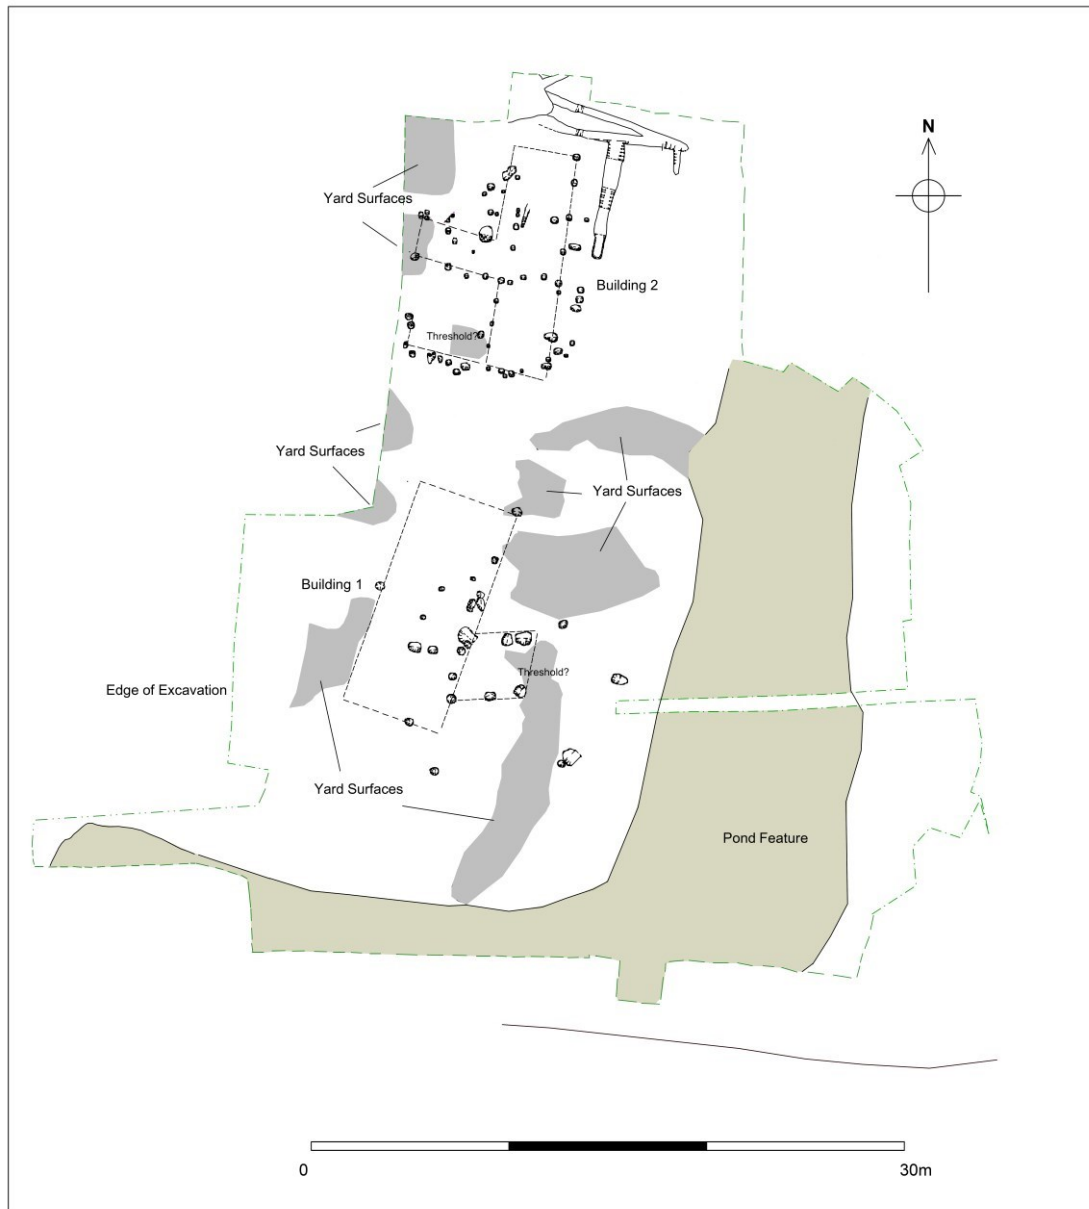 N
Yard Surfaces
Building 2
Threshold?
Yard Surfaces
Yard Surfaces
Building 1
Threshold?
Edge of Excavation
Yard Surfaces
Pond Feature
0
30m